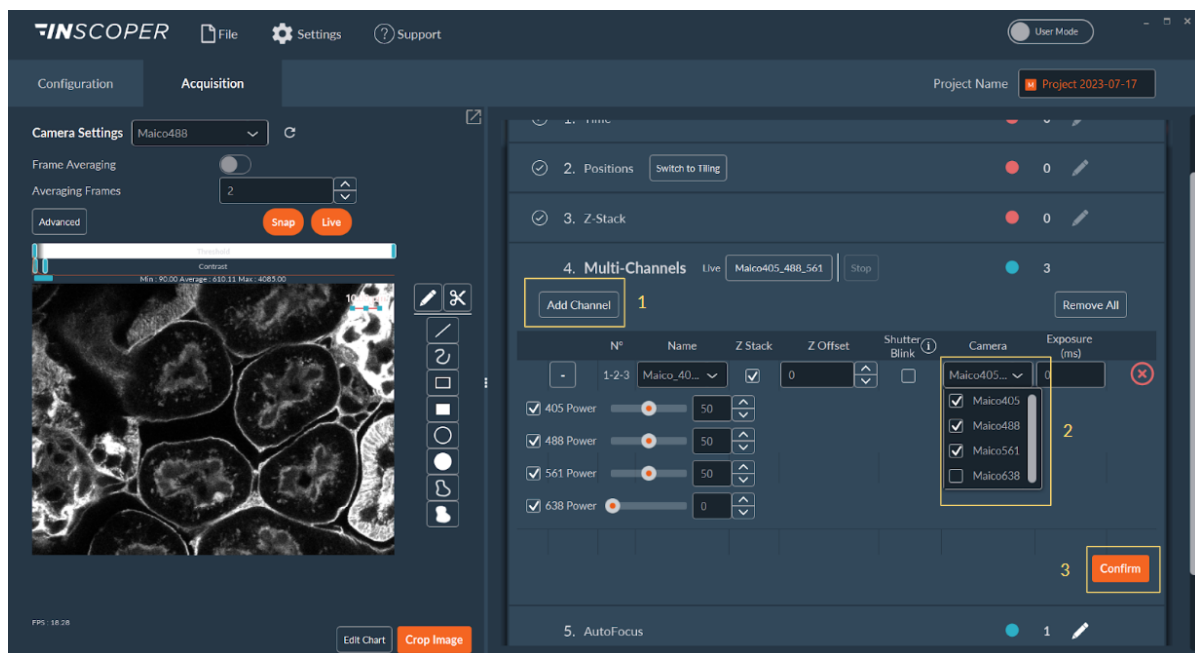 INSCOPER File Settings Support User Mode
Configuration Acquisition Project Name M Project 2023-07-17
Camera Settings Maico488
Frame Averaging
Averaging Frames 2
Advanced Snap Live
Threshold
Contrast
Min : 90.00 Average : 610.11 Max : 4085.00
FPS : 18.28
Edit Chart Crop Image
1. Time 0
2. Positions Switch to Tiling 0
3. Z-Stack 0
4. Multi-Channels Live Maico405_488_561 Stop 3
Add Channel 1 Remove All
N° Name Z Stack Z Offset Shutter Blink i Camera Exposure (ms)
- 1-2-3 Maico_40... 0 Maico405... 0
405 Power 50 Maico405
488 Power 50 Maico488 2
561 Power 50 Maico561
638 Power 0 Maico638
3 Confirm
5. AutoFocus 1